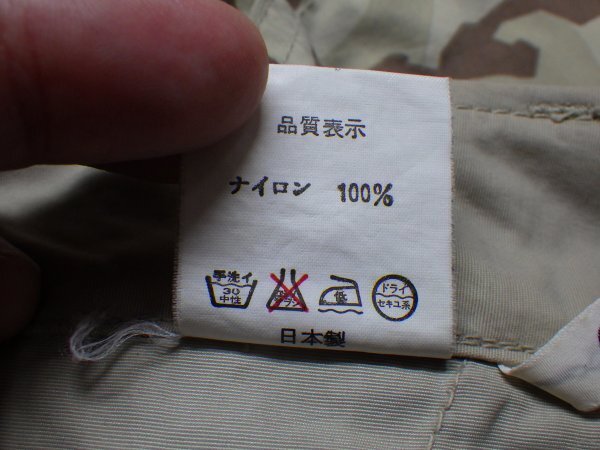 品質表示
ナイロン 100%
手洗イ
30
中性
低
ドライ
セキユ系
日本製